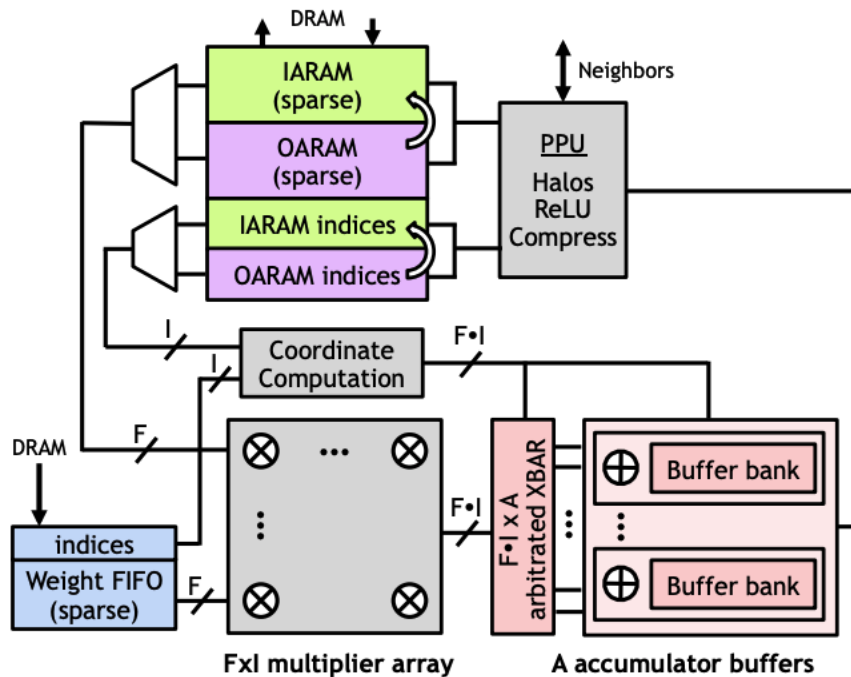 DRAM
IARAM
(sparse)
OARAM
(sparse)
IARAM indices
OARAM indices
Neighbors
PPU
Halos
ReLU
Compress
I
I
Coordinate
Computation
F•I
DRAM
F
indices
Weight FIFO
(sparse)
F
...
...
F•I
F•I x A
arbitrated XBAR
...
Buffer bank
...
Buffer bank
FxI multiplier array
A accumulator buffers